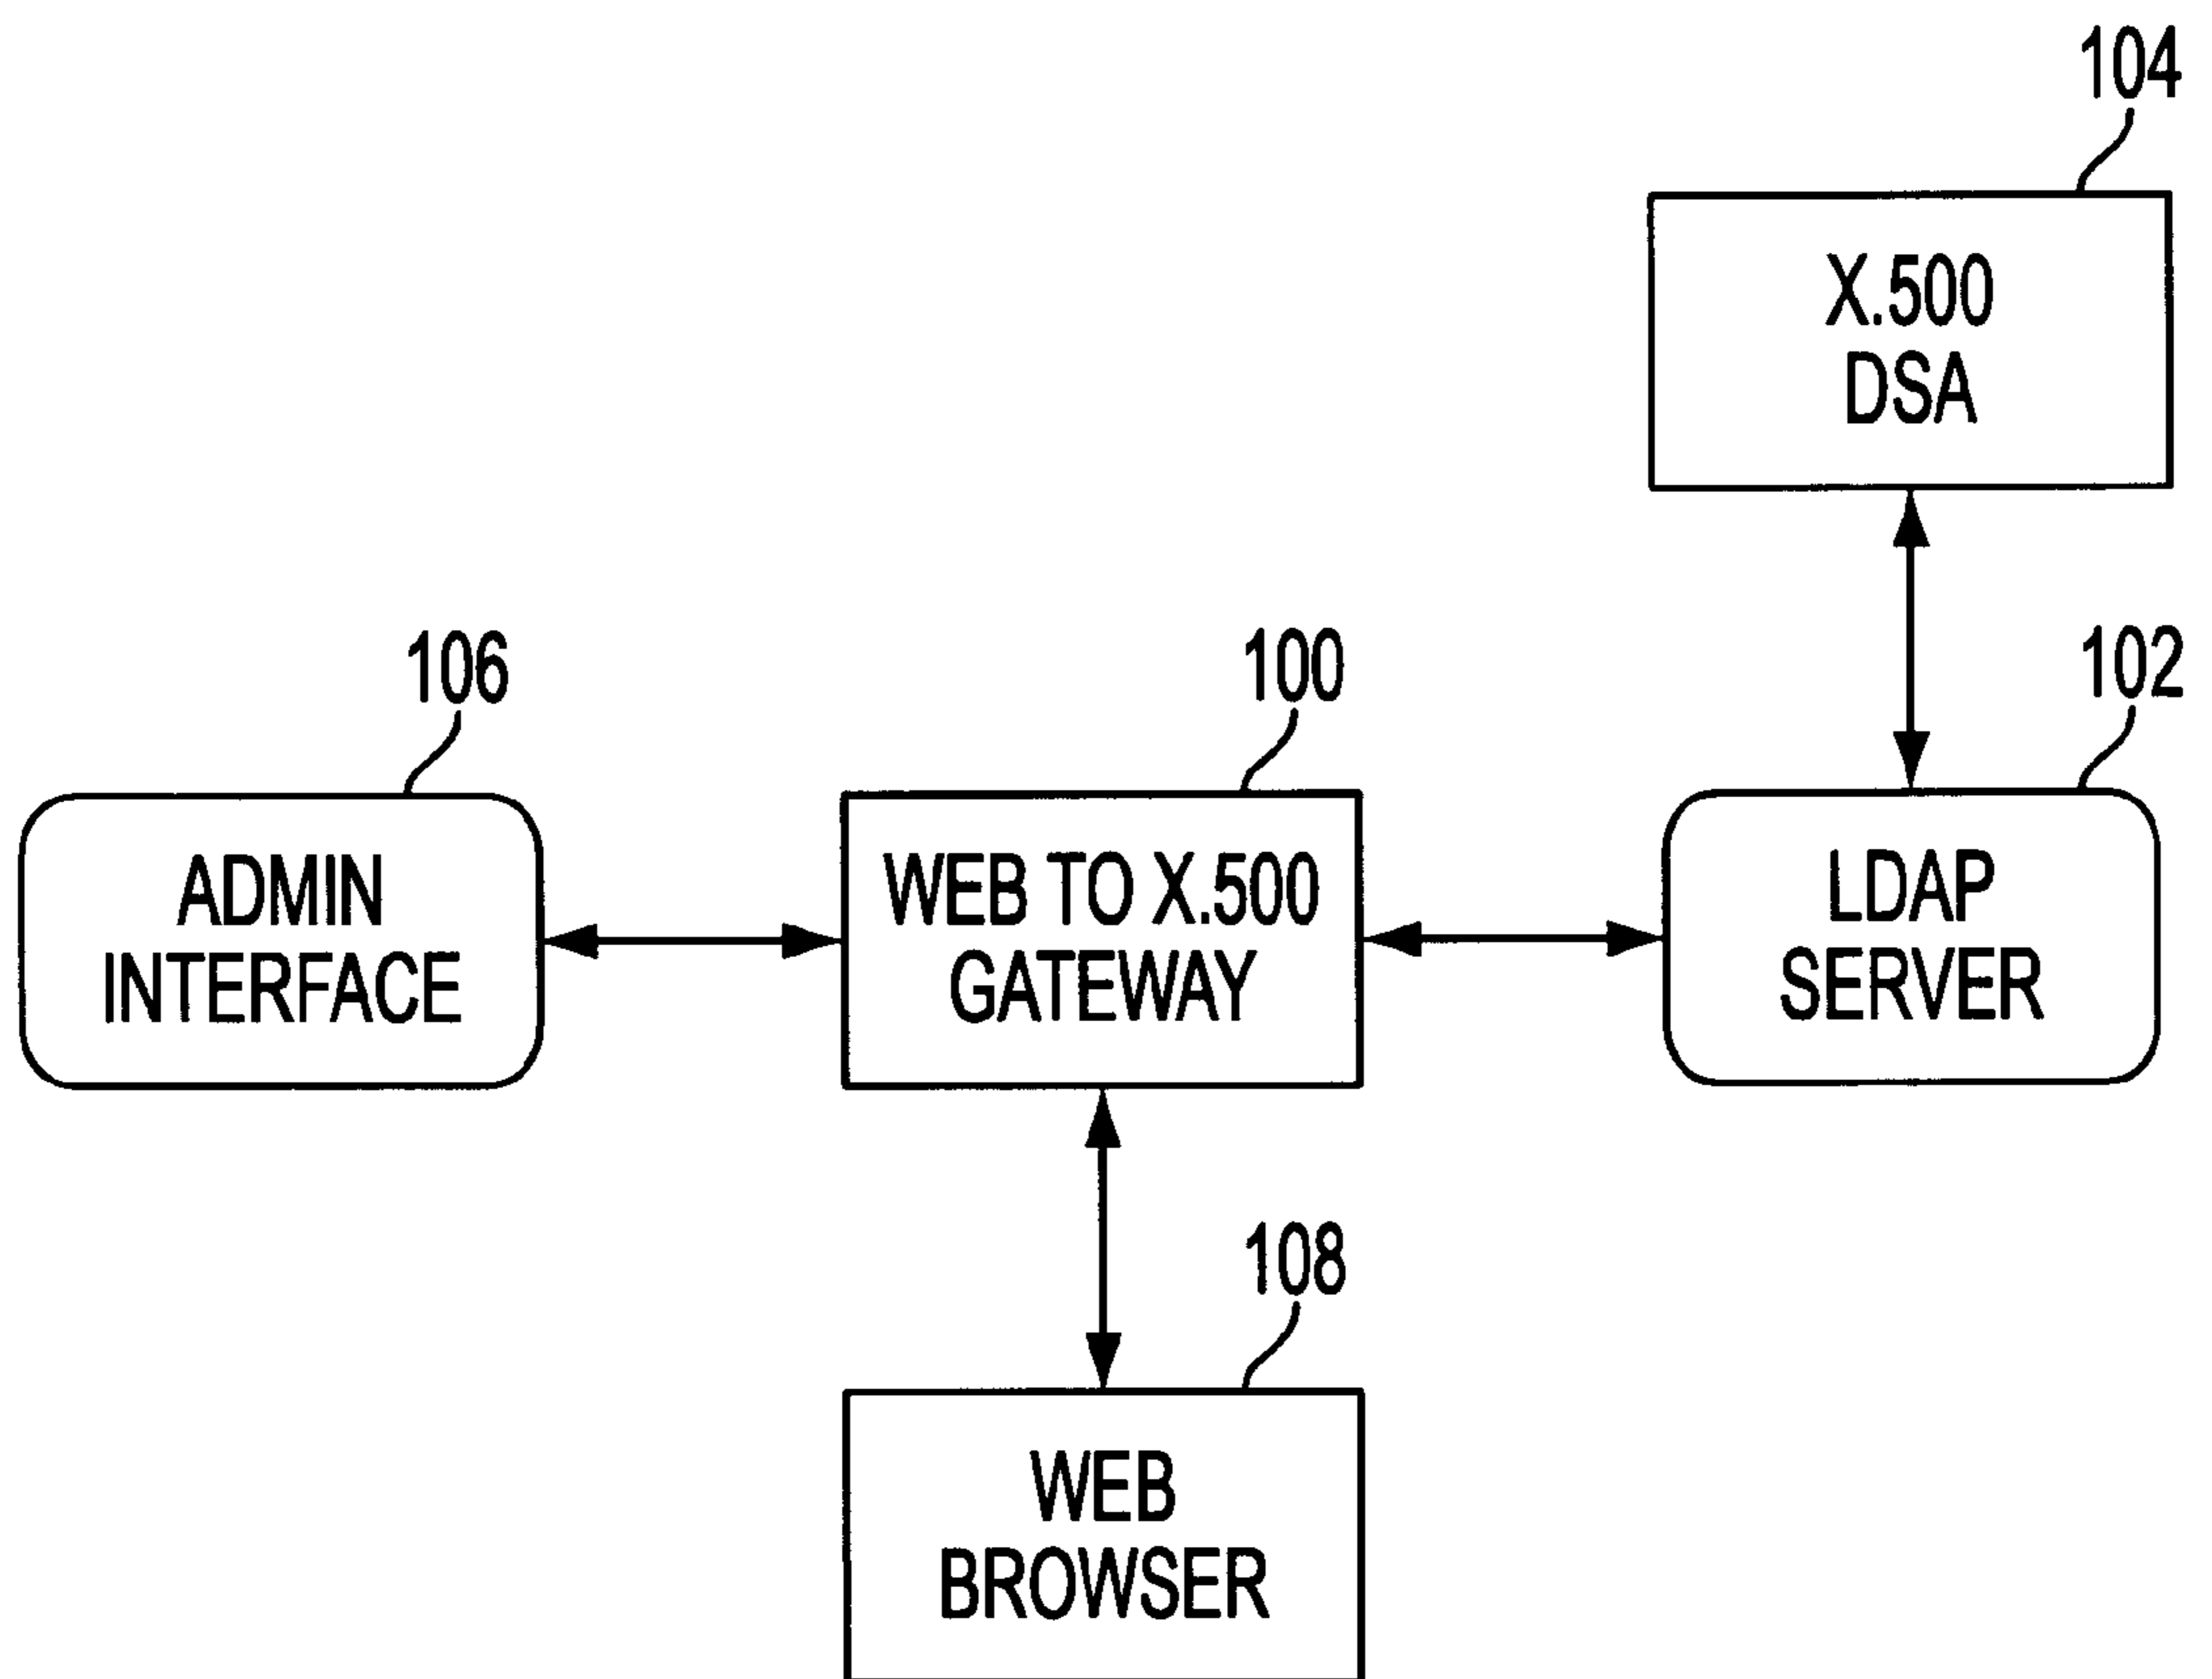 104
X.500
DSA
106
100
102
ADMIN
INTERFACE
WEB TO X.500
GATEWAY
LDAP
SERVER
108
WEB
BROWSER